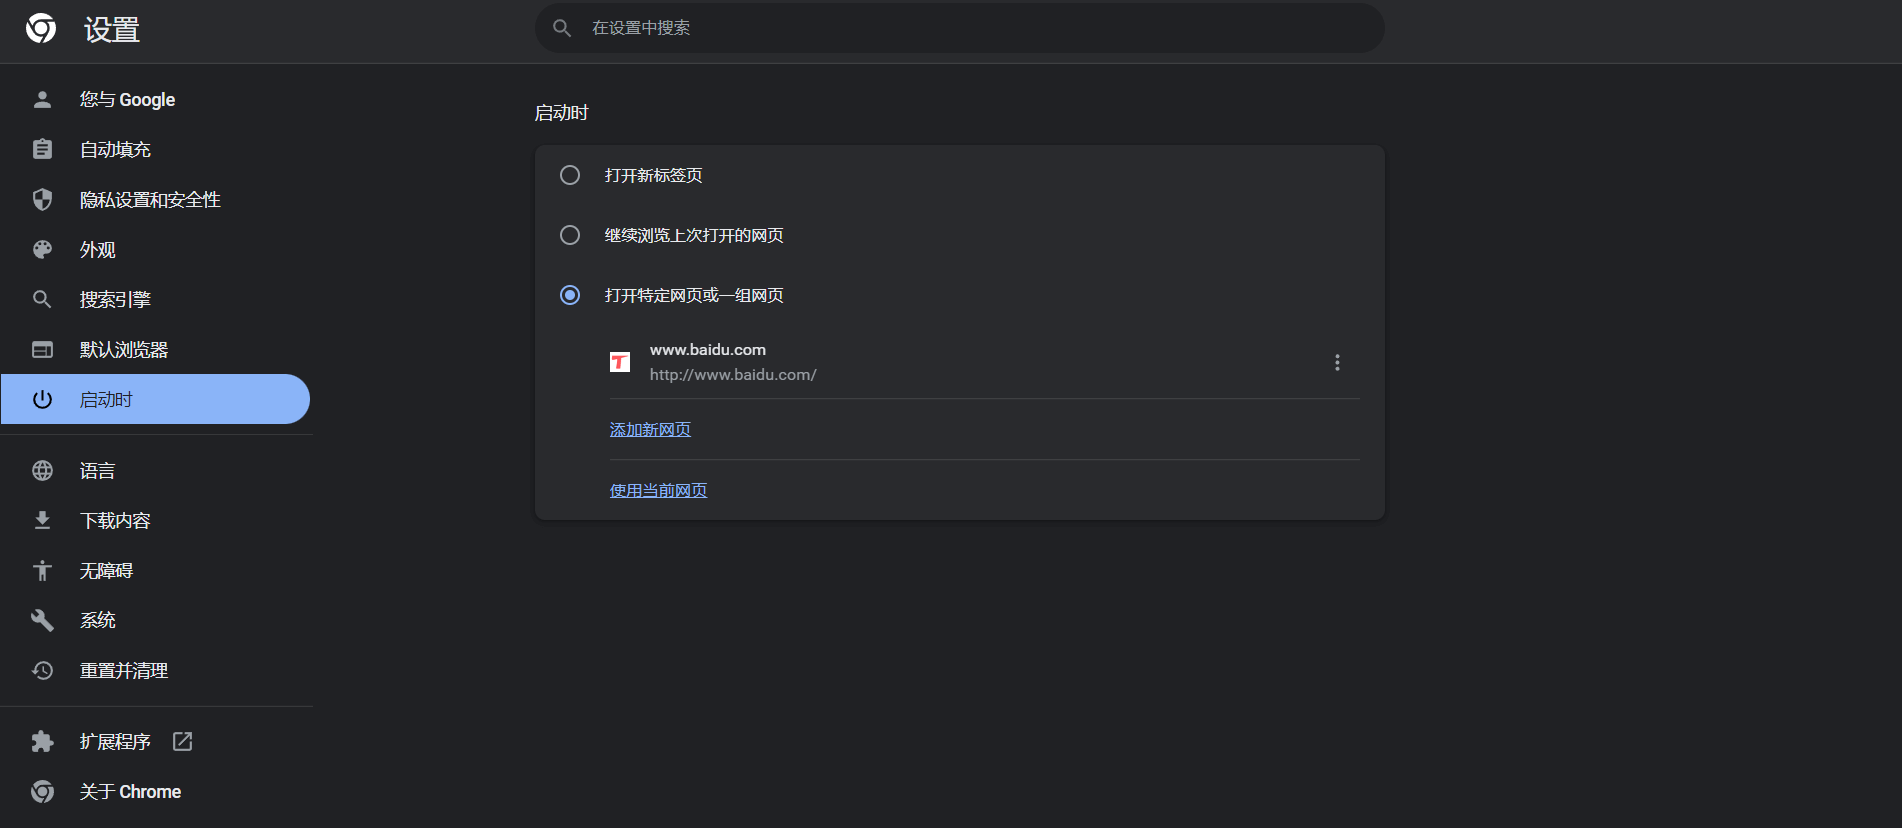 设置
在设置中搜索
您与 Google
自动填充
隐私设置和安全性
外观
搜索引擎
默认浏览器
启动时
语言
下载内容
无障碍
系统
重置并清理
扩展程序
关于 Chrome
启动时
打开新标签页
继续浏览上次打开的网页
打开特定网页或一组网页
T
www.baidu.com
http://www.baidu.com/
添加新网页
使用当前网页